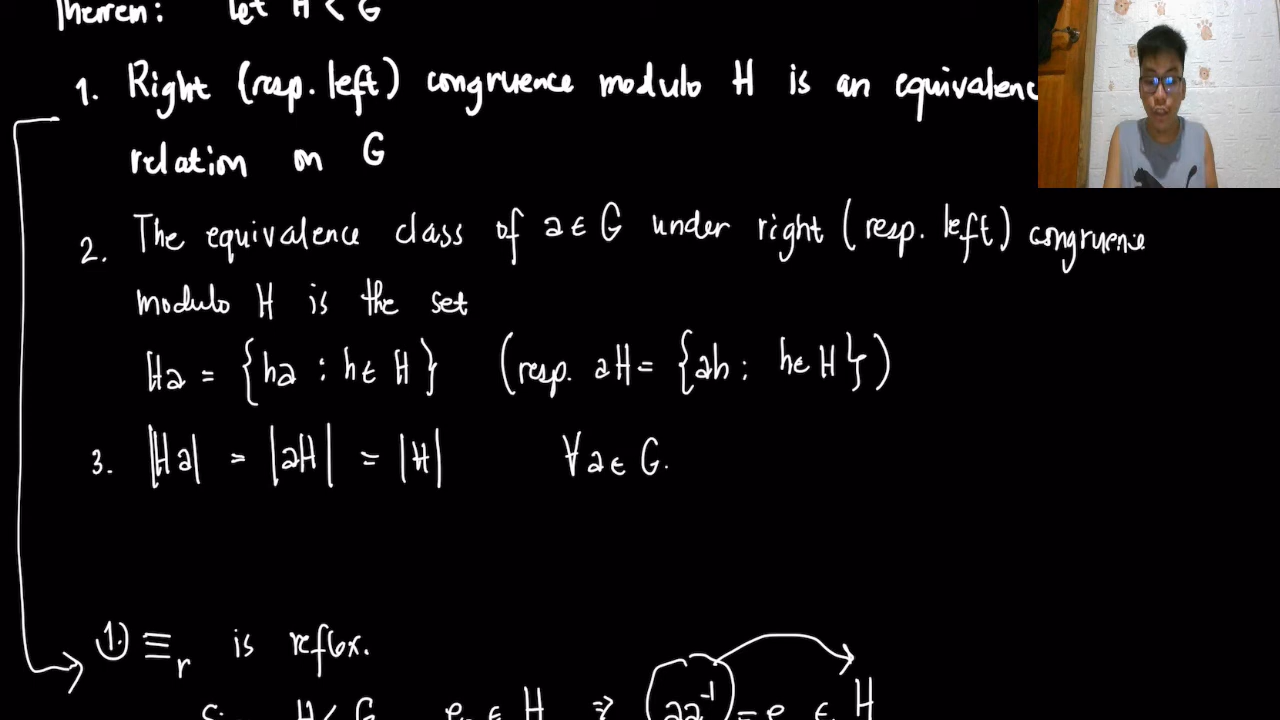 Theorem: Let H < G
1. Right (resp. left) congruence modulo H is an equivalenc
relation on G
2. The equivalence class of a ∈ G under right (resp. left) congruence
modulo H is the set
Ha = {ha : h ∈ H} (resp. aH = {ah : h ∈ H})
3. |Ha| = |aH| = |H| ∀a ∈ G.
1. ≡r is reflex.
H < G e ∈ H ⇒ aa⁻¹ = e ∈ H